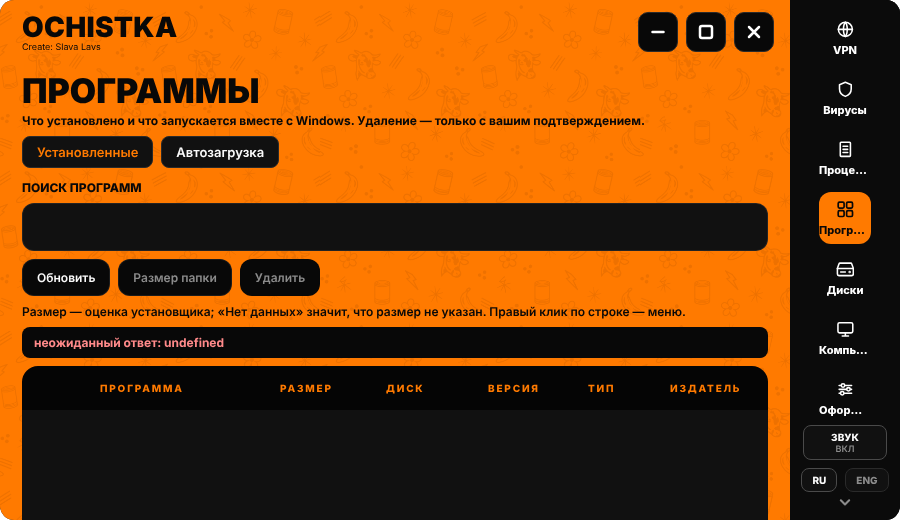 OCHISTKA
Create: Slava Lavs
ПРОГРАММЫ
Что установлено и что запускается вместе с Windows. Удаление — только с вашим подтверждением.
Установленные
Автозагрузка
ПОИСК ПРОГРАММ
Обновить
Размер папки
Удалить
Размер — оценка установщика; «Нет данных» значит, что размер не указан. Правый клик по строке — меню.
неожиданный ответ: undefined
ПРОГРАММА РАЗМЕР ДИСК ВЕРСИЯ ТИП ИЗДАТЕЛЬ
VPN
Вирусы
Проце...
Прогр...
Диски
Компь...
Офор...
ЗВУК
ВКЛ
RU
ENG